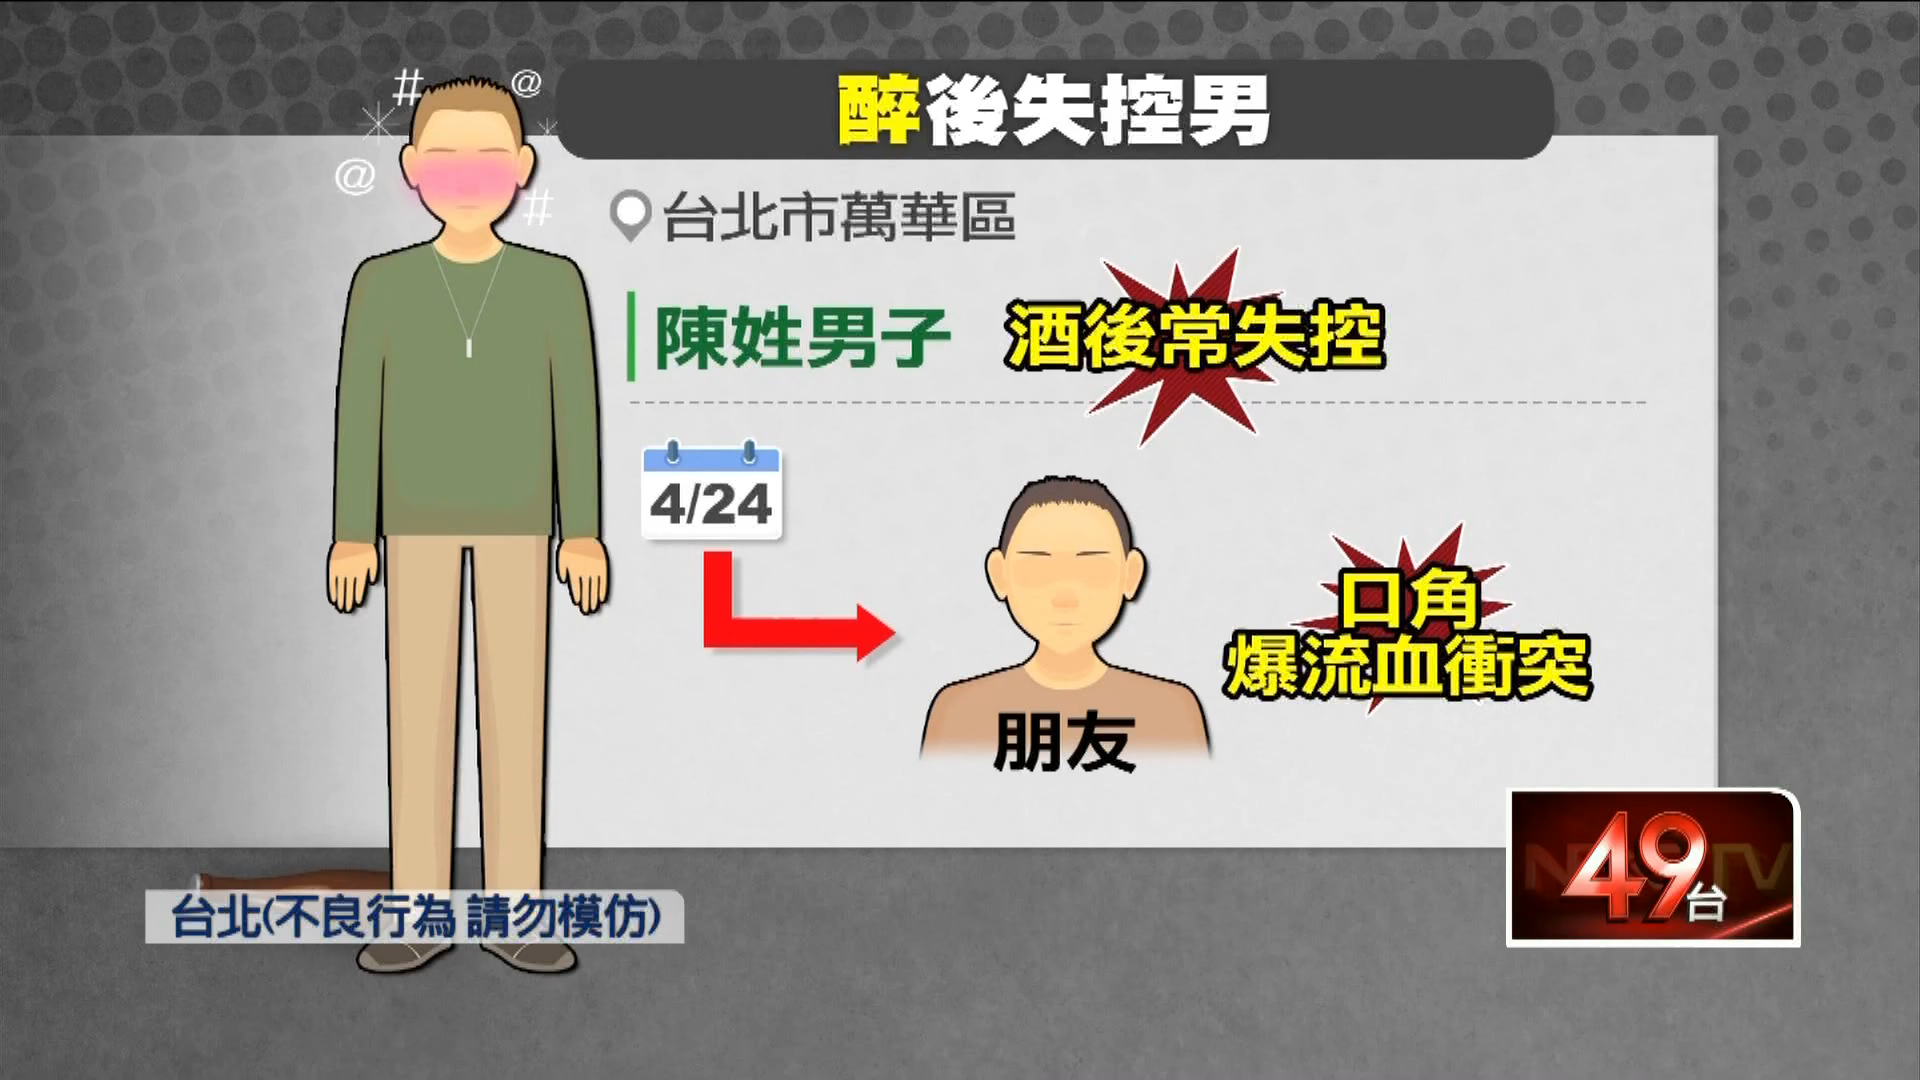 醉後失控男
台北市萬華區
陳姓男子 酒後常失控
4/24
口角
爆流血衝突
朋友
49台
台北(不良行為 請勿模仿)
# @
@ #